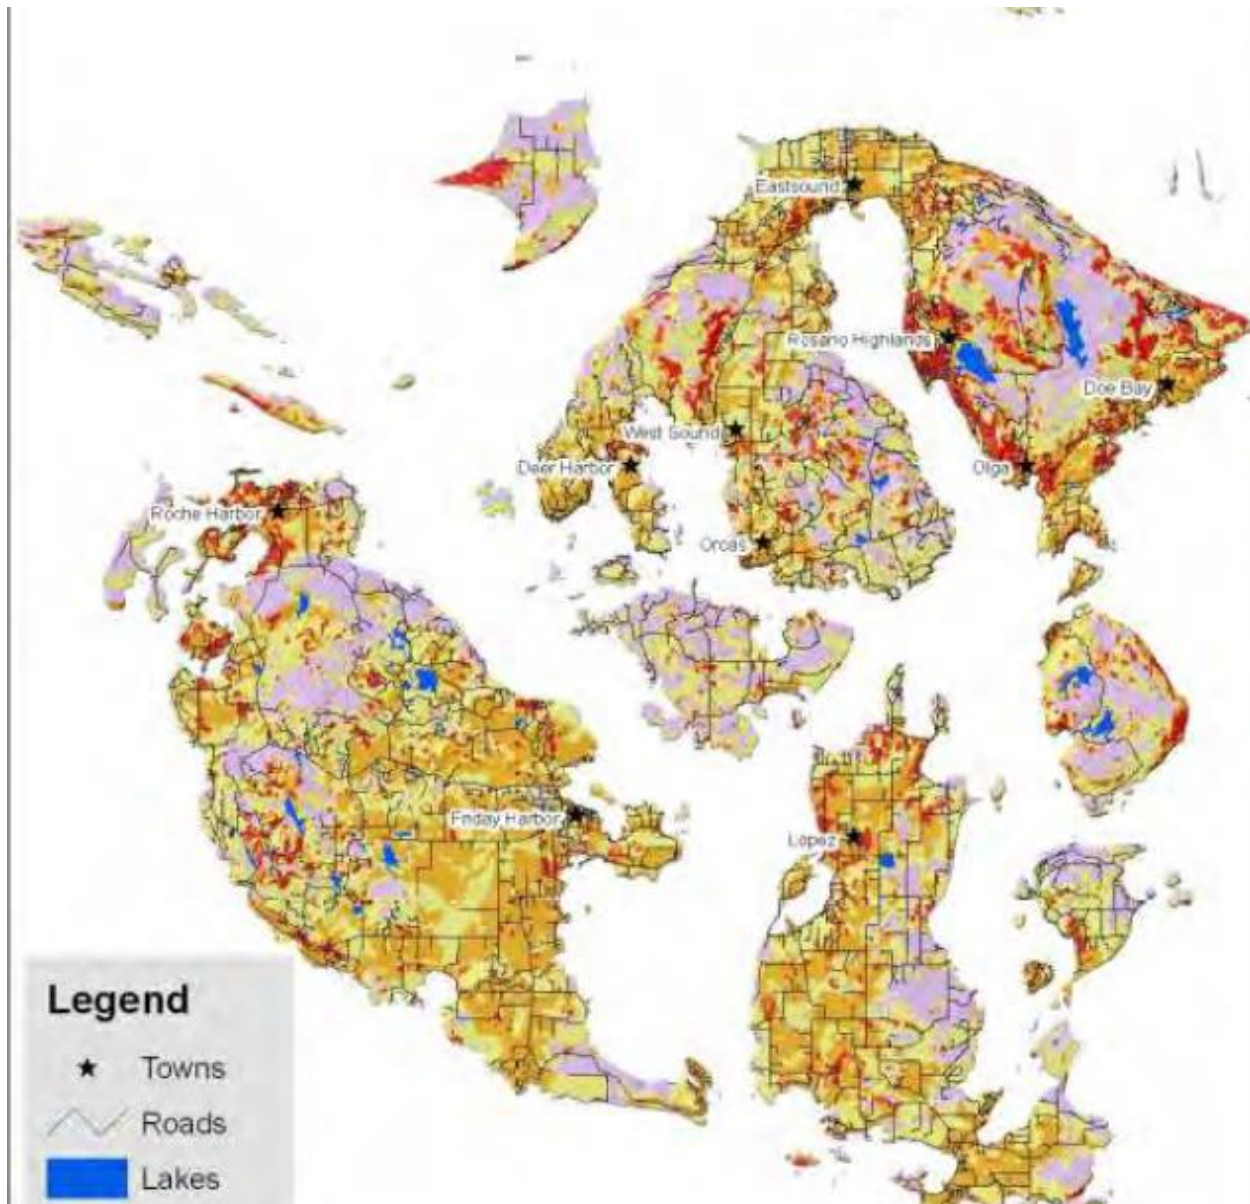 Eastsound
Rosario Highlands
Doe Bay
West Sound
Deer Harbor
Olga
Roche Harbor
Orcas
Friday Harbor
Lopez
Legend
Towns
Roads
Lakes